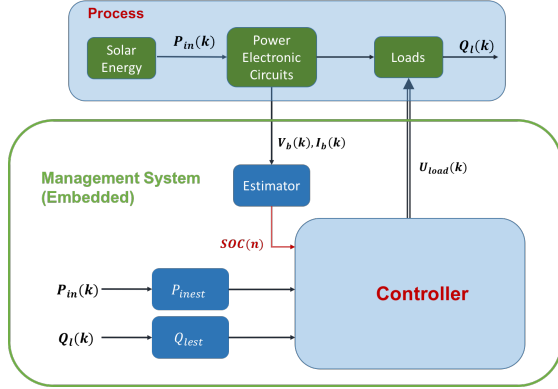 Process
Solar
Energy
P_in(k)
Power
Electronic
Circuits
Loads
Q_l(k)
V_b(k), I_b(k)
U_load(k)
Management System
(Embedded)
Estimator
SOC(n)
P_in(k)
P_inest
Controller
Q_l(k)
Q_lest